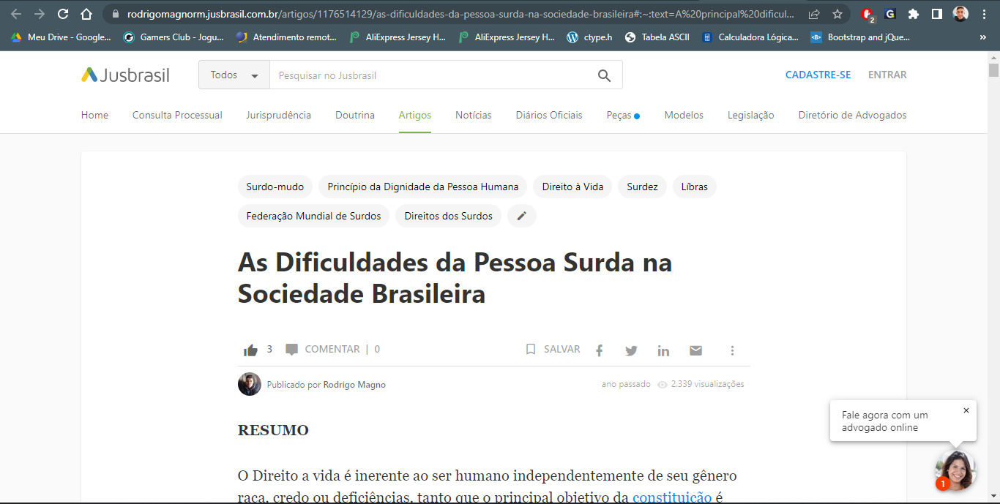 rodrigomagnorm.jusbrasil.com.br/artigos/1176514129/as-dificuldades-da-pessoa-surda-na-sociedade-brasileira#:~:text=A%20principal%20dificul...
2
G
Meu Drive - Google...
Gamers Club - Jogu...
Atendimento remot...
AliExpress Jersey H...
AliExpress Jersey H...
ctype.h
Tabela ASCII
Calculadora Lógica...
Bootstrap and jQue...
»
Jusbrasil
Todos
Pesquisar no Jusbrasil
CADASTRE-SE
ENTRAR
Home
Consulta Processual
Jurisprudência
Doutrina
Artigos
Notícias
Diários Oficiais
Peças
Modelos
Legislação
Diretório de Advogados
Surdo-mudo
Princípio da Dignidade da Pessoa Humana
Direito à Vida
Surdez
Líbras
Federação Mundial de Surdos
Direitos dos Surdos
As Dificuldades da Pessoa Surda na
Sociedade Brasileira
3
COMENTAR | 0
SALVAR
Publicado por Rodrigo Magno
ano passado
2.339 visualizações
RESUMO
O Direito a vida é inerente ao ser humano independentemente de seu gênero
raça, credo ou deficiências, tanto que o principal objetivo da constituição é
Fale agora com um
advogado online
×
1